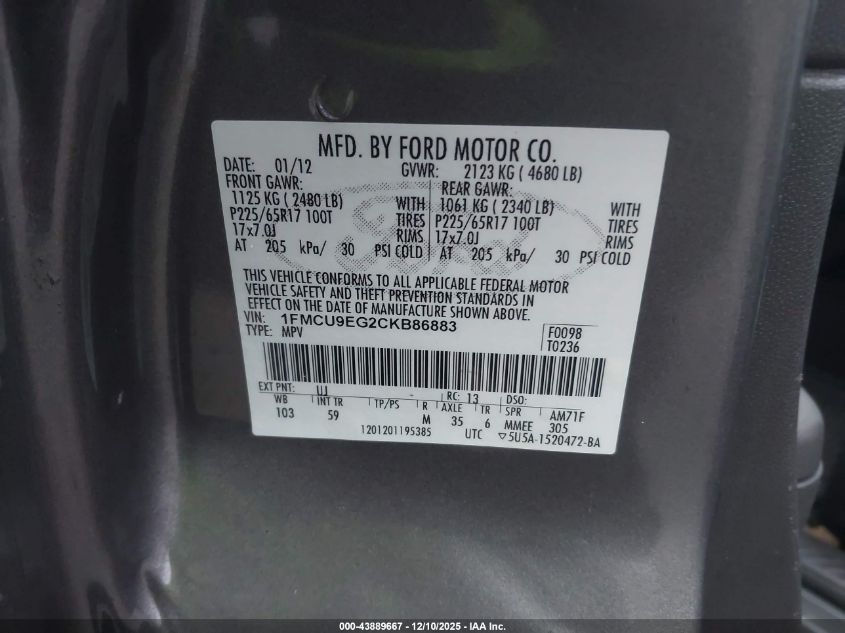 MFD. BY FORD MOTOR CO.
DATE: 01/12 GVWR: 2123 KG ( 4680 LB)
FRONT GAWR: REAR GAWR:
1125 KG ( 2480 LB) WITH 1061 KG ( 2340 LB) WITH
P225/65R17 100T TIRES P225/65R17 100T TIRES
17x7.0J RIMS 17x7.0J RIMS
AT 205 kPa/ 30 PSI COLD AT 205 kPa/ 30 PSI COLD
THIS VEHICLE CONFORMS TO ALL APPLICABLE FEDERAL MOTOR
VEHICLE SAFETY AND THEFT PREVENTION STANDARDS IN
EFFECT ON THE DATE OF MANUFACTURE SHOWN ABOVE.
VIN: 1FMCU9EG2CKB86883
TYPE: MPV
F0098
T0236
EXT PNT: UJ RC: 13 DSO:
WB INT TR TP/PS R AXLE TR SPR AM71F
103 59 M 35 6 MMEE 305
1201201195385 UTC ▽5U5A-1520472-BA
000-43889667 - 12/10/2025 - IAA Inc.